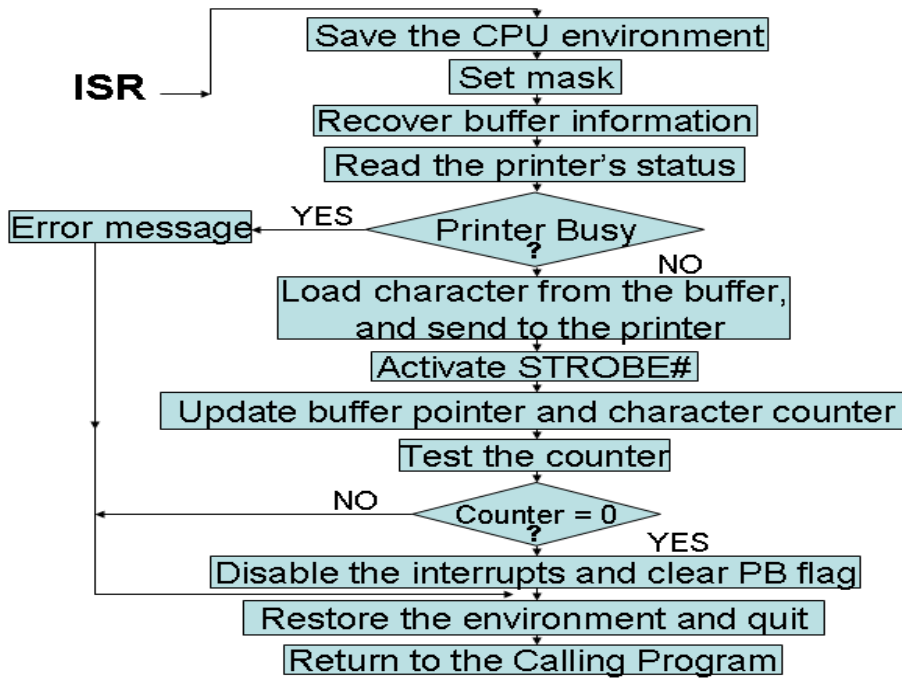 Save the CPU environment
ISR
Set mask
Recover buffer information
Read the printer's status
Error message
YES
Printer Busy
?
NO
Load character from the buffer,
and send to the printer
Activate STROBE#
Update buffer pointer and character counter
Test the counter
NO
Counter = 0
?
YES
Disable the interrupts and clear PB flag
Restore the environment and quit
Return to the Calling Program